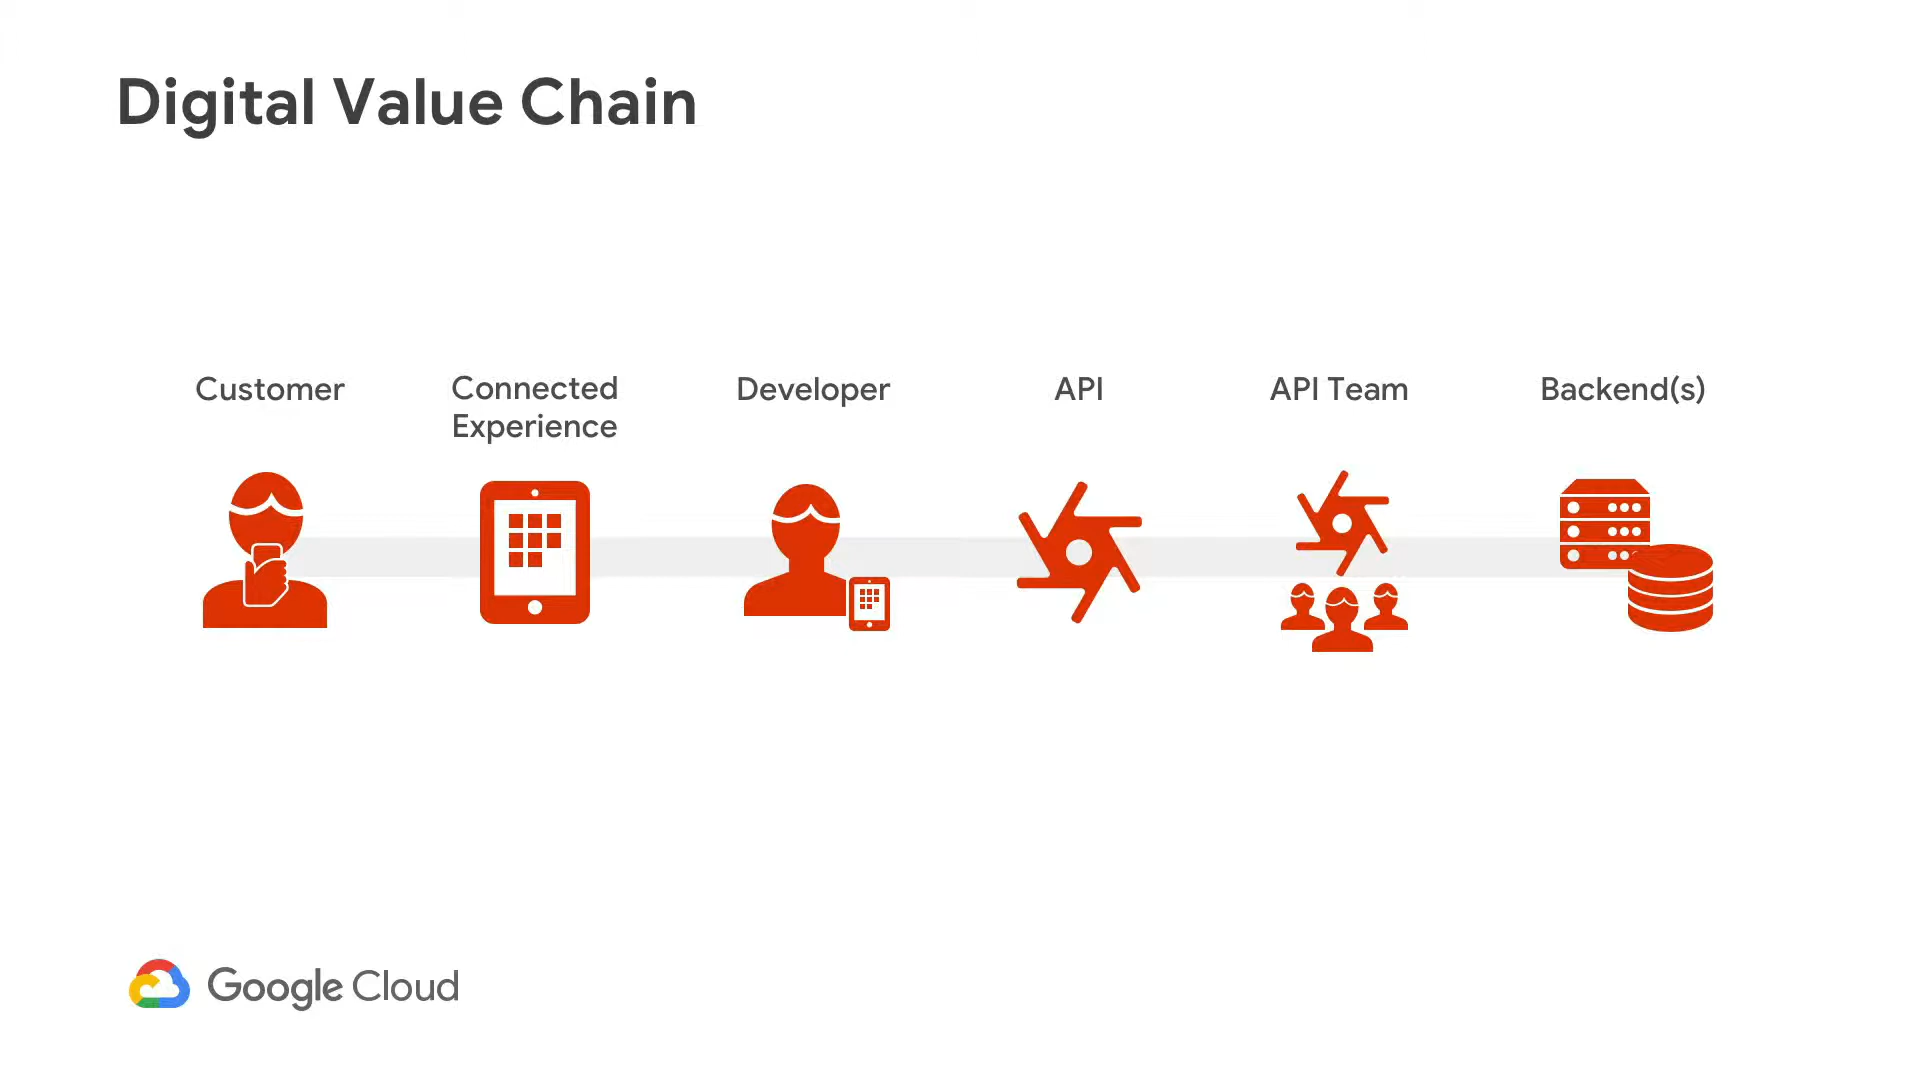 Digital Value Chain
Customer
Connected
Experience
Developer
API
API Team
Backend(s)
Google Cloud